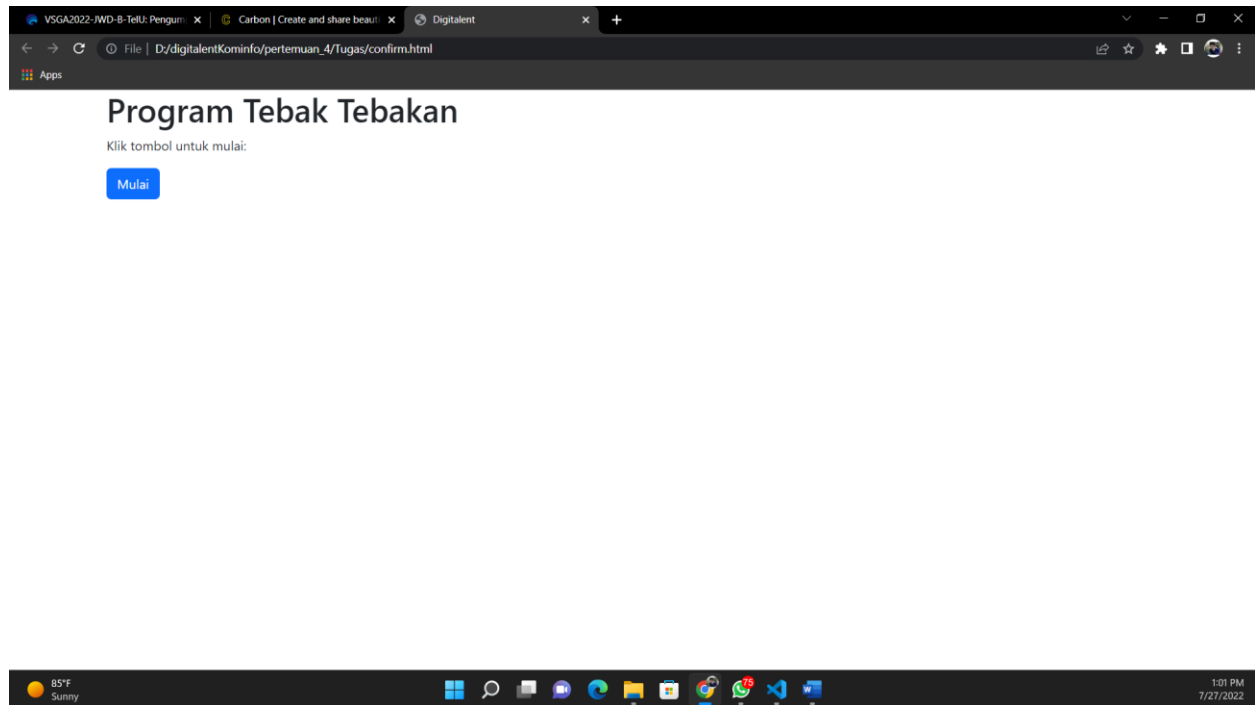 VSGA2022-JWD-B-TelU: Pengum
Carbon | Create and share beauti
Digitalent
File | D:/digitalentKominfo/pertemuan_4/Tugas/confirm.html
Apps
Program Tebak Tebakan
Klik tombol untuk mulai:
Mulai
85°F
Sunny
75
1:01 PM
7/27/2022